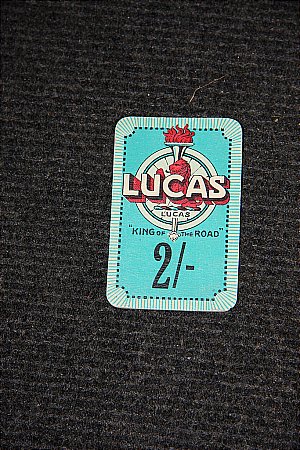 LUCAS
LUCAS
"KING OF THE ROAD"
2/-